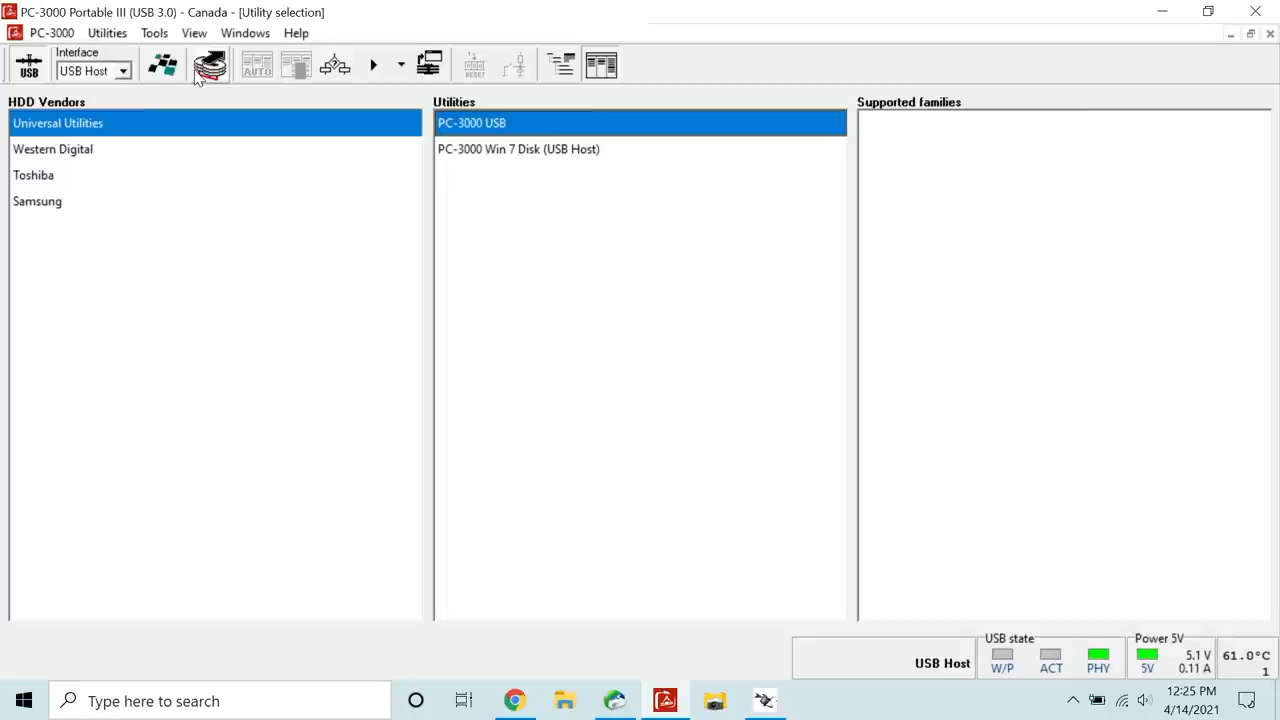 PC-3000 Portable III (USB 3.0) - Canada - [Utility selection]
PC-3000 Utilities Tools View Windows Help
USB
Interface
USB Host
AUTO
RESET
HDD Vendors
Universal Utilities
Western Digital
Toshiba
Samsung
Utilities
PC-3000 USB
PC-3000 Win 7 Disk (USB Host)
Supported families
USB Host
USB state
W/P ACT PHY
Power 5V
5V
5.1 V
0.11 A
61.0°C
1
Type here to search
12:25 PM
4/14/2021